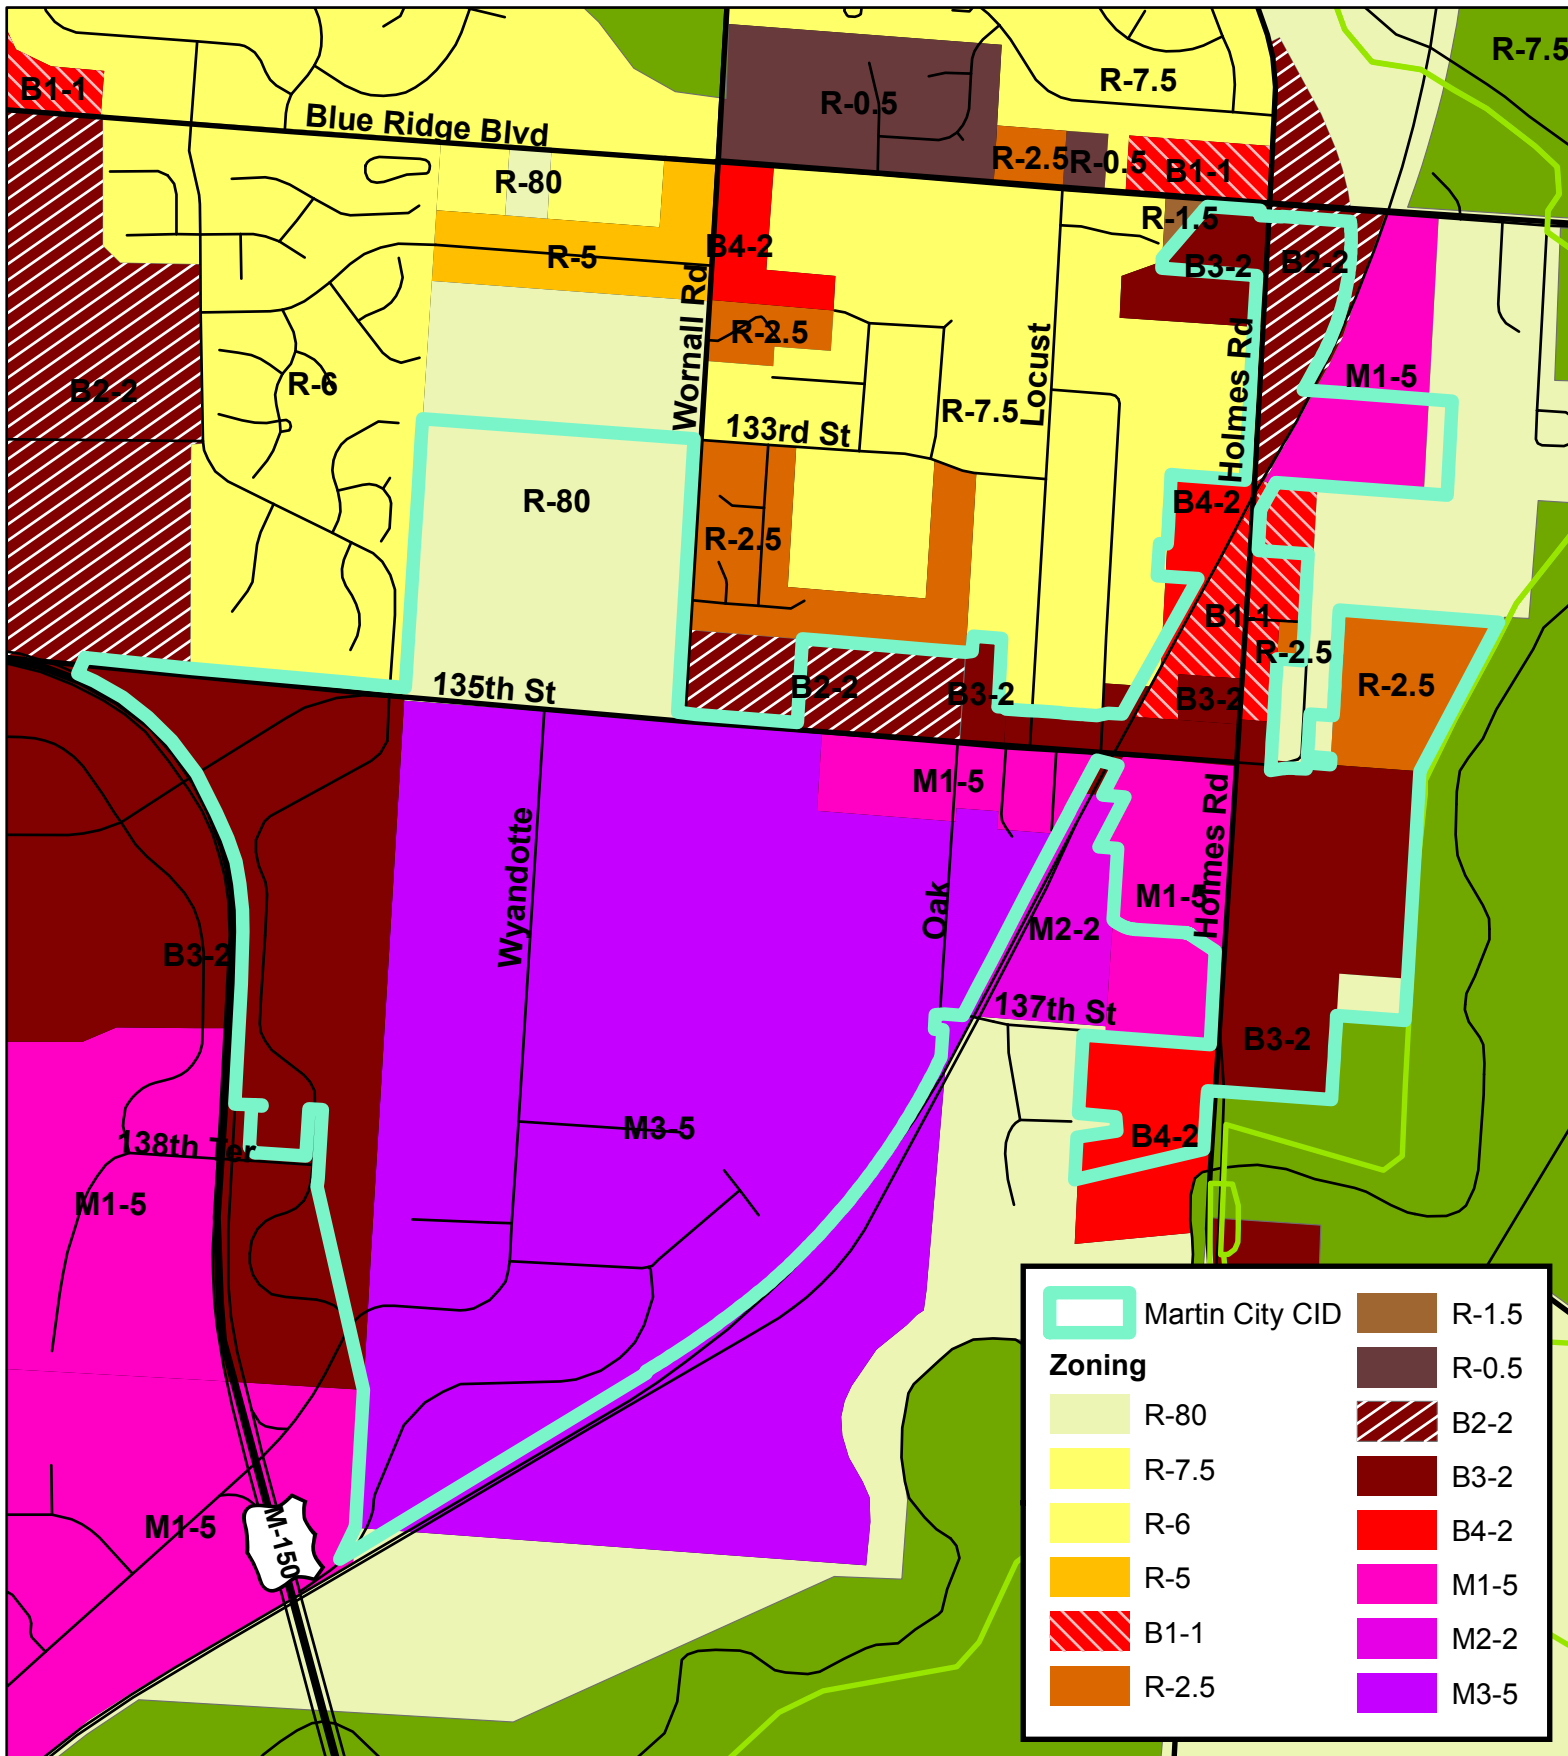 R-7.5
R-7.5
B1-1
R-0.5
Blue Ridge Blvd
R-2.5
R-0.5
B1-1
R-80
R-1.5
B4-2
R-5
B3-2
B2-2
Wornall Rd
R-2.5
Locust
Holmes Rd
B2-2
R-6
M1-5
R-7.5
133rd St
R-80
B4-2
R-2.5
B1-1
R-2.5
135th St
B2-2
B3-2
B3-2
R-2.5
M1-5
Wyandotte
Oak
M1-5
Holmes Rd
M2-2
B3-2
137th St
B3-2
M3-5
B4-2
138th Ter
M1-5
M1-5
M-150
Martin City CID
Zoning
R-80
R-7.5
R-6
R-5
B1-1
R-2.5
R-1.5
R-0.5
B2-2
B3-2
B4-2
M1-5
M2-2
M3-5